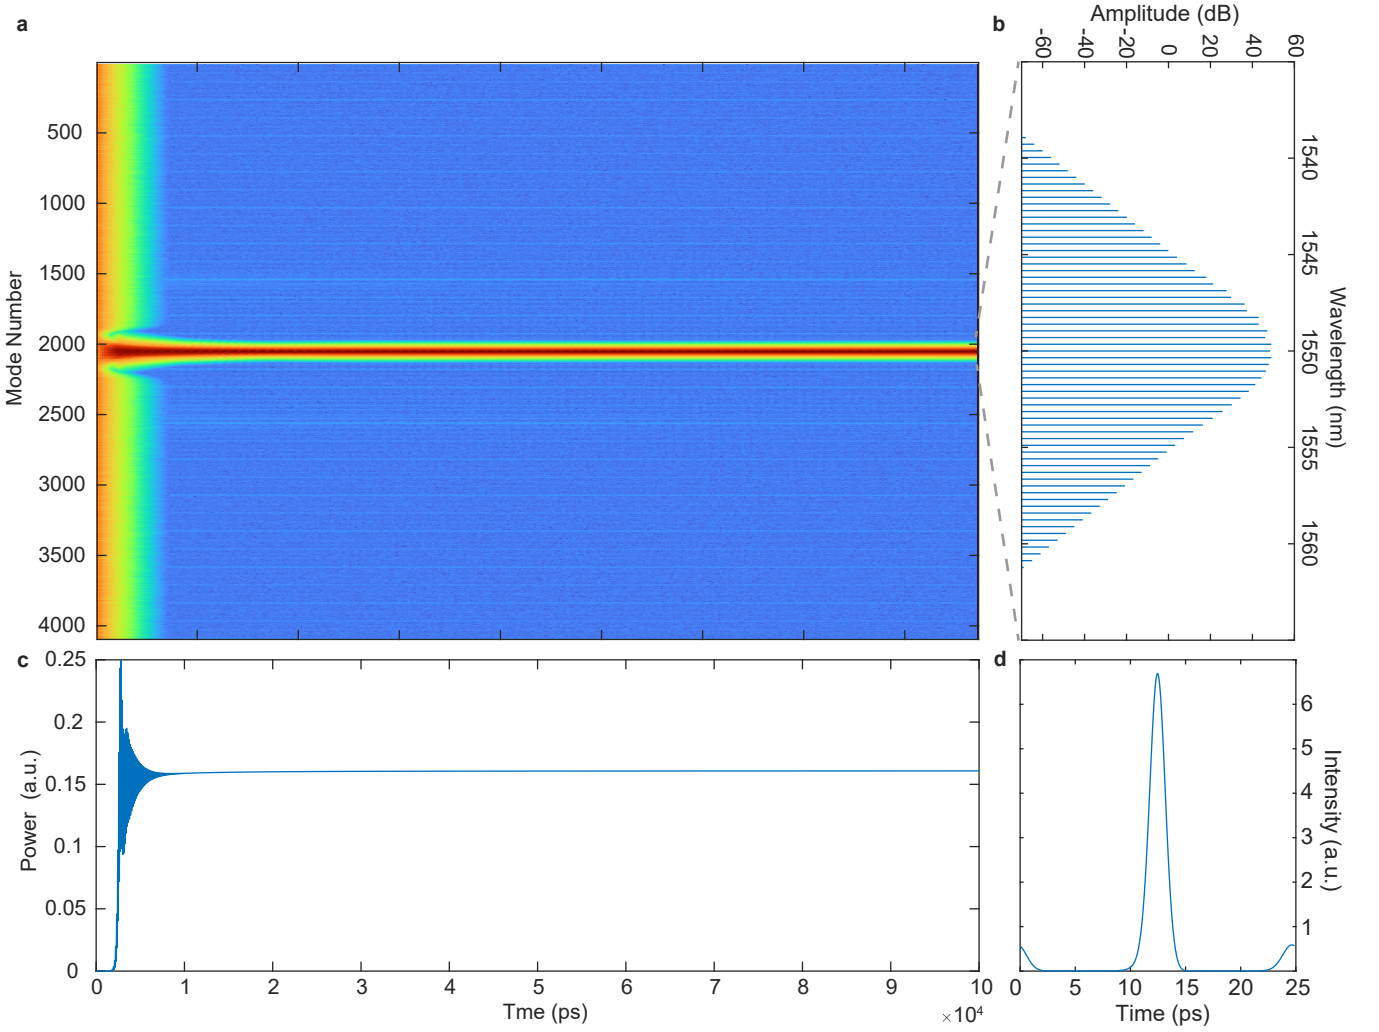 a
Mode Number
500
1000
1500
2000
2500
3000
3500
4000
b
Amplitude (dB)
-60 -40 -20 0 20 40 60
1540
1545
1550
1555
1560
Wavelength (nm)
c
Power (a.u.)
0.25
0.2
0.15
0.1
0.05
0
0 1 2 3 4 5 6 7 8 9 10
Tme (ps)
×10⁴
d
6
5
4
3
2
1
Intensity (a.u.)
0 5 10 15 20 25
Time (ps)